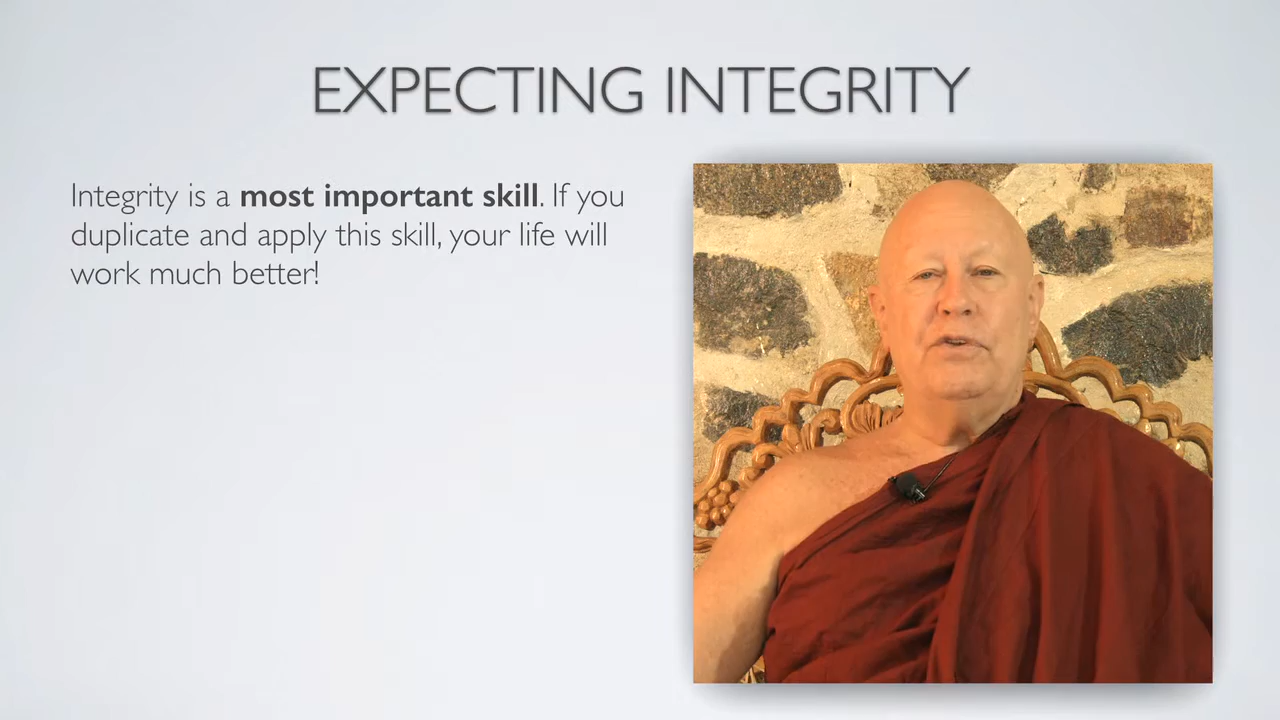 EXPECTING INTEGRITY
Integrity is a most important skill. If you
duplicate and apply this skill, your life will
work much better!